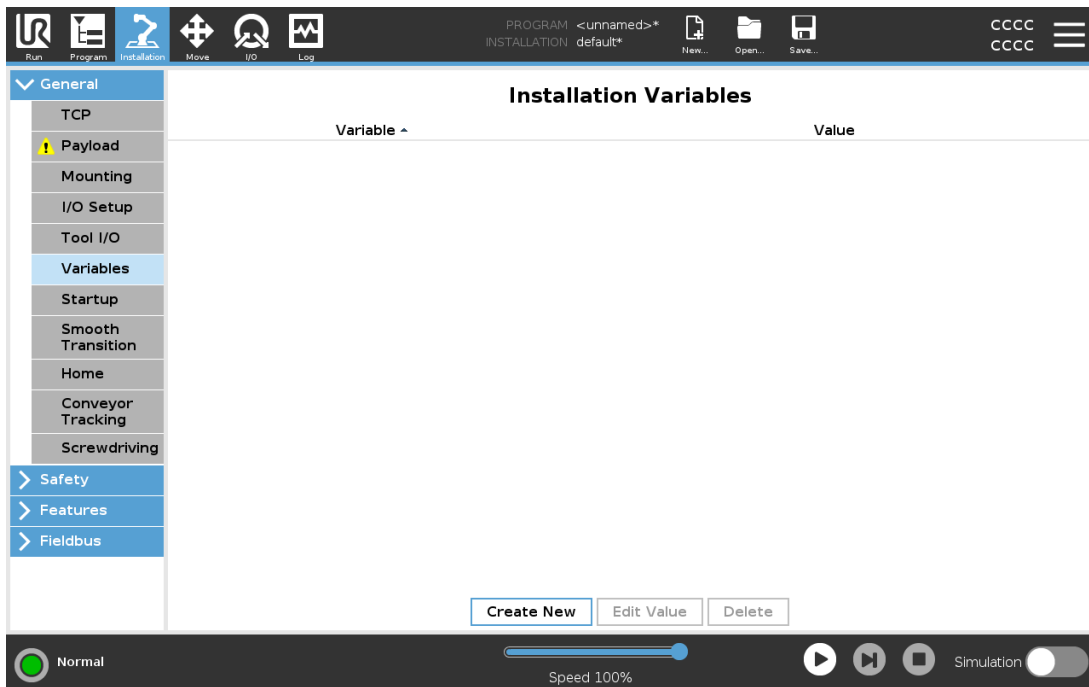 PROGRAM <unnamed>*
INSTALLATION default*
CCCC
CCCC
Run
Program
Installation
Move
I/O
Log
New...
Open...
Save...
General
TCP
Payload
Mounting
I/O Setup
Tool I/O
Variables
Startup
Smooth
Transition
Home
Conveyor
Tracking
Screwdriving
Safety
Features
Fieldbus
Installation Variables
Variable
Value
Create New
Edit Value
Delete
Normal
Speed 100%
Simulation